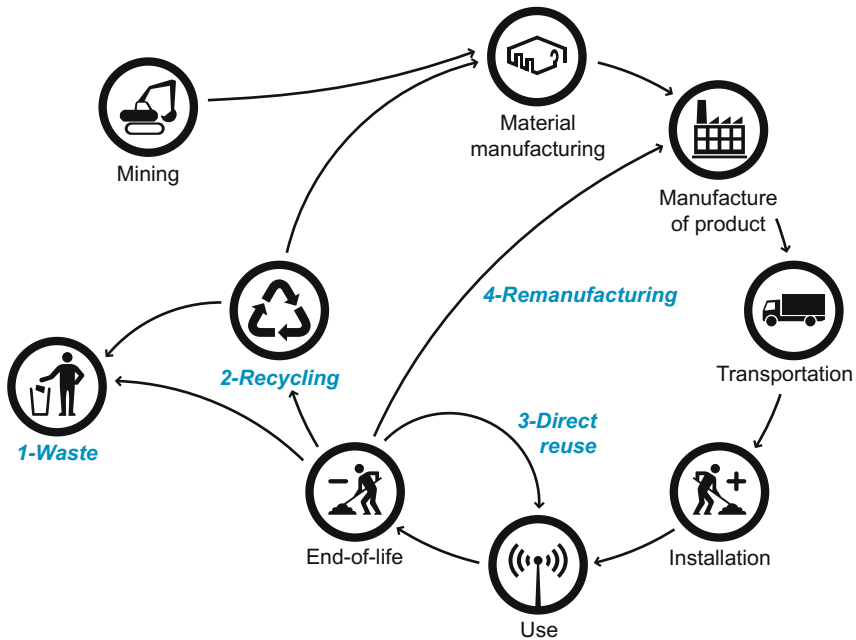 Material
manufacturing
Mining
Manufacture
of product
4-Remanufacturing
2-Recycling
Transportation
3-Direct
reuse
1-Waste
End-of-life
Installation
Use